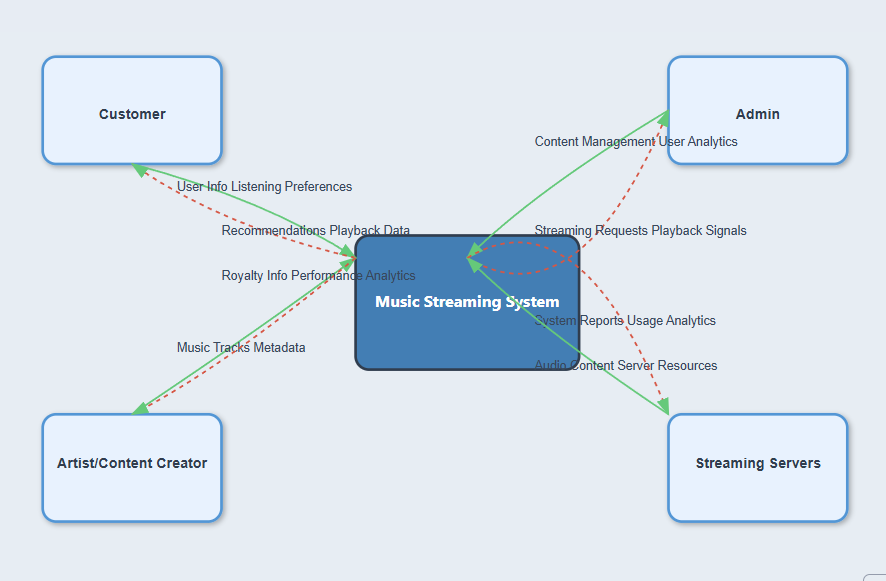 Customer
Admin
Content Management User Analytics
User Info Listening Preferences
Recommendations Playback Data
Streaming Requests Playback Signals
Royalty Info Performance Analytics
Music Streaming System
System Reports Usage Analytics
Music Tracks Metadata
Audio Content Server Resources
Artist/Content Creator
Streaming Servers